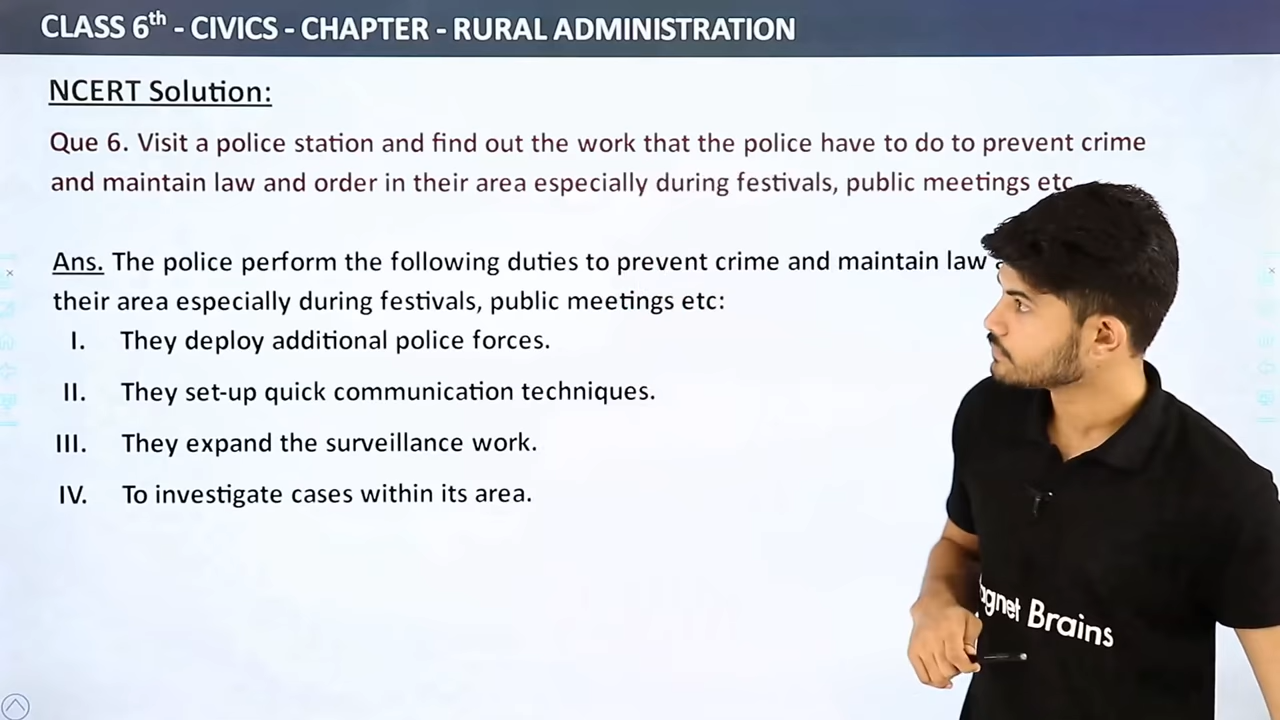 CLASS 6th - CIVICS - CHAPTER - RURAL ADMINISTRATION
NCERT Solution:
Que 6. Visit a police station and find out the work that the police have to do to prevent crime
and maintain law and order in their area especially during festivals, public meetings etc
Ans. The police perform the following duties to prevent crime and maintain law
their area especially during festivals, public meetings etc:
I. They deploy additional police forces.
II. They set-up quick communication techniques.
III. They expand the surveillance work.
IV. To investigate cases within its area.
agnet Brains